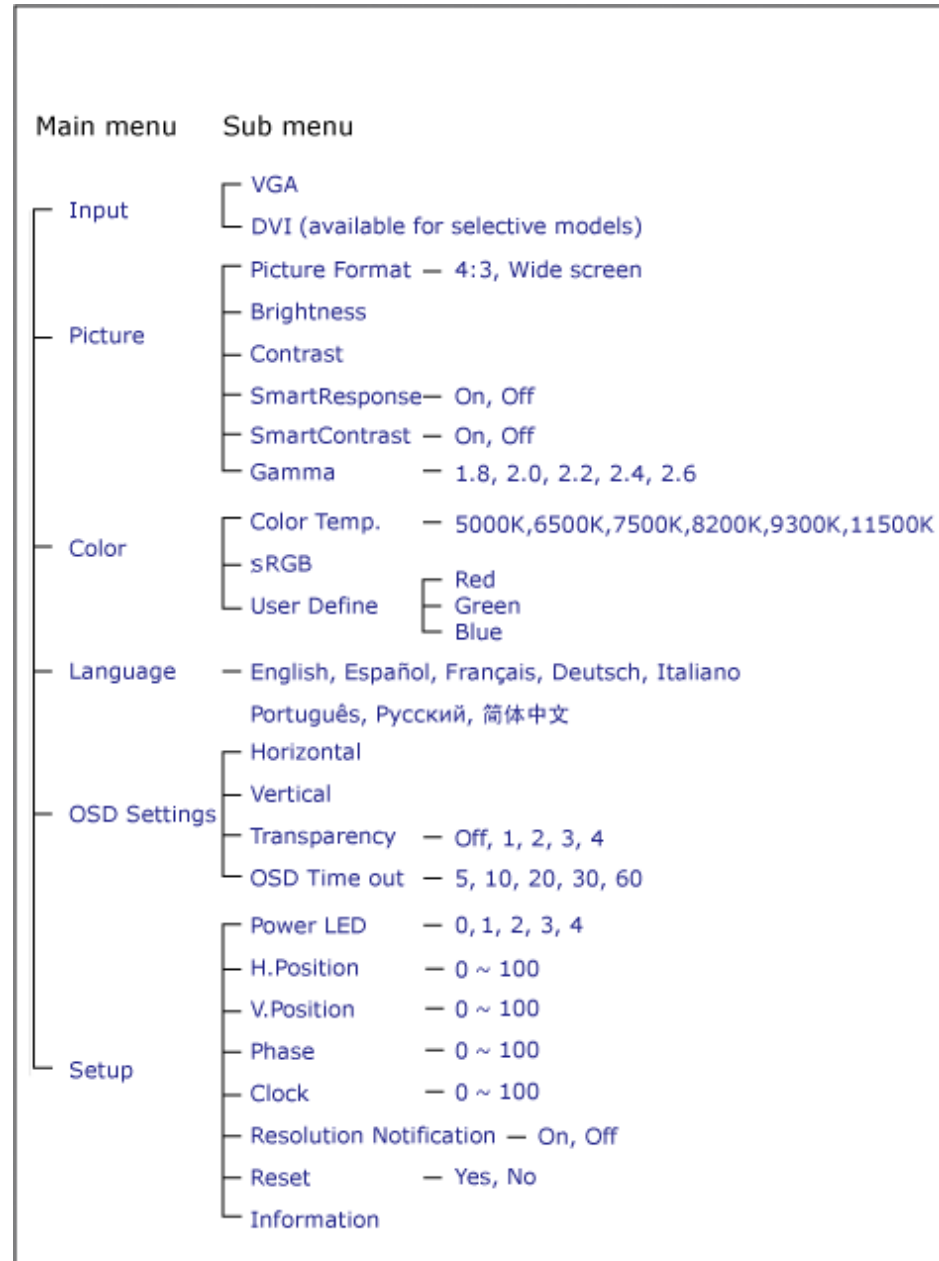 Main menu Sub menu
VGA
Input
DVI (available for selective models)
Picture Format — 4:3, Wide screen
Brightness
Picture
Contrast
SmartResponse — On, Off
SmartContrast — On, Off
Gamma — 1.8, 2.0, 2.2, 2.4, 2.6
Color Temp. — 5000K,6500K,7500K,8200K,9300K,11500K
Color
sRGB
Red
User Define Green
Blue
Language — English, Español, Français, Deutsch, Italiano
Português, Русский, 简体中文
Horizontal
Vertical
OSD Settings
Transparency — Off, 1, 2, 3, 4
OSD Time out — 5, 10, 20, 30, 60
Power LED — 0, 1, 2, 3, 4
H.Position — 0 ~ 100
V.Position — 0 ~ 100
Phase — 0 ~ 100
Setup
Clock — 0 ~ 100
Resolution Notification — On, Off
Reset — Yes, No
Information